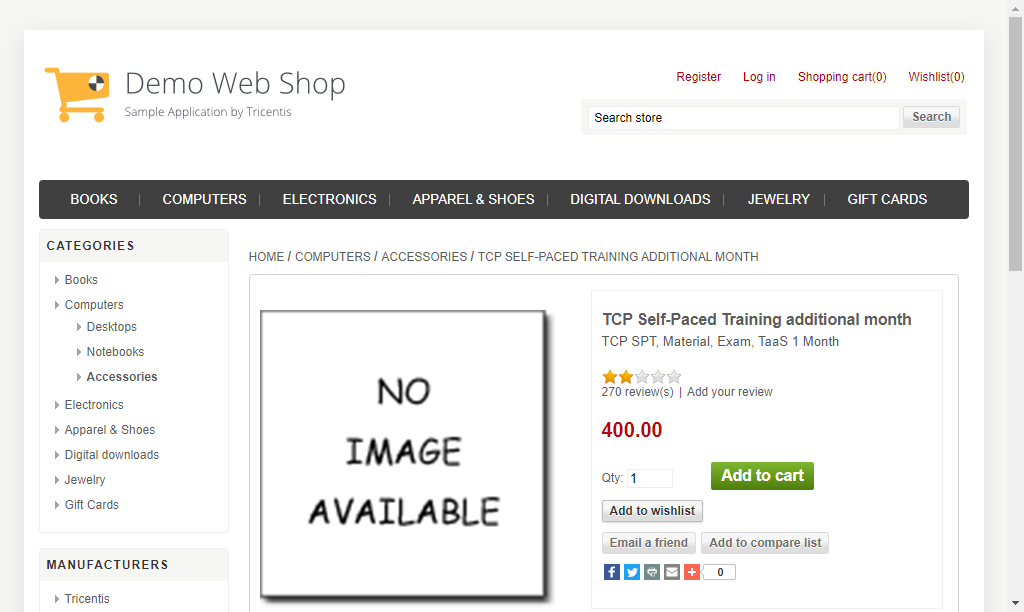 Demo Web Shop
Sample Application by Tricentis
Register Log in Shopping cart(0) Wishlist(0)
Search store Search
BOOKS COMPUTERS ELECTRONICS APPAREL & SHOES DIGITAL DOWNLOADS JEWELRY GIFT CARDS
CATEGORIES
Books
Computers
Desktops
Notebooks
Accessories
Electronics
Apparel & Shoes
Digital downloads
Jewelry
Gift Cards
MANUFACTURERS
Tricentis
HOME / COMPUTERS / ACCESSORIES / TCP SELF-PACED TRAINING ADDITIONAL MONTH
NO
IMAGE
AVAILABLE
TCP Self-Paced Training additional month
TCP SPT, Material, Exam, TaaS 1 Month
270 review(s) | Add your review
400.00
Qty: 1 Add to cart
Add to wishlist
Email a friend Add to compare list
0